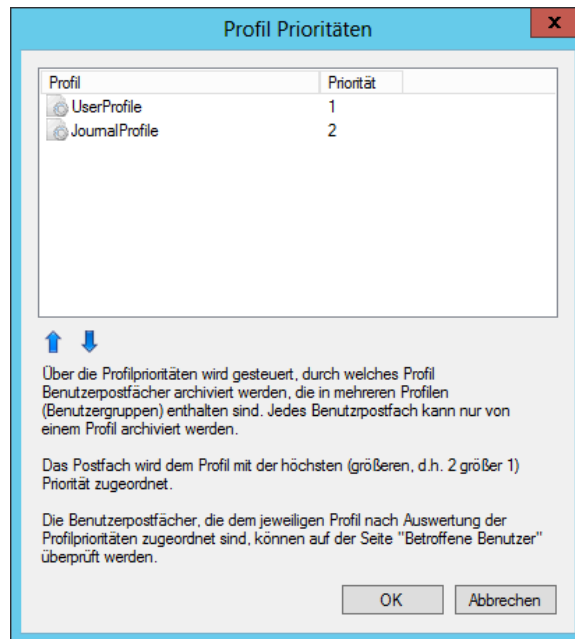 Profil Prioritäten
x
Profil Priorität
UserProfile 1
JournalProfile 2
Über die Profilprioritäten wird gesteuert, durch welches Profil
Benutzerpostfächer archiviert werden, die in mehreren Profilen
(Benutzergruppen) enthalten sind. Jedes Benutzrpostfach kann nur von
einem Profil archiviert werden.
Das Postfach wird dem Profil mit der höchsten (größeren, d.h. 2 größer 1)
Priorität zugeordnet.
Die Benutzerpostfächer, die dem jeweiligen Profil nach Auswertung der
Profilprioritäten zugeordnet sind, können auf der Seite "Betroffene Benutzer"
überprüft werden.
OK Abbrechen